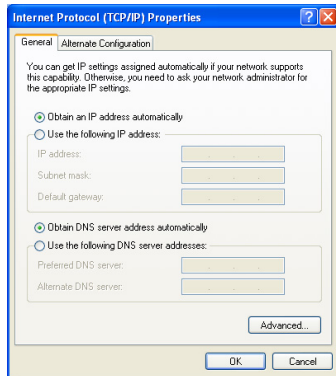 Internet Protocol (TCP/IP) Properties
General
Alternate Configuration
You can get IP settings assigned automatically if your network supports
this capability. Otherwise, you need to ask your network administrator for
the appropriate IP settings.
Obtain an IP address automatically
Use the following IP address:
IP address:
Subnet mask:
Default gateway:
Obtain DNS server address automatically
Use the following DNS server addresses:
Preferred DNS server:
Alternate DNS server:
Advanced...
OK
Cancel